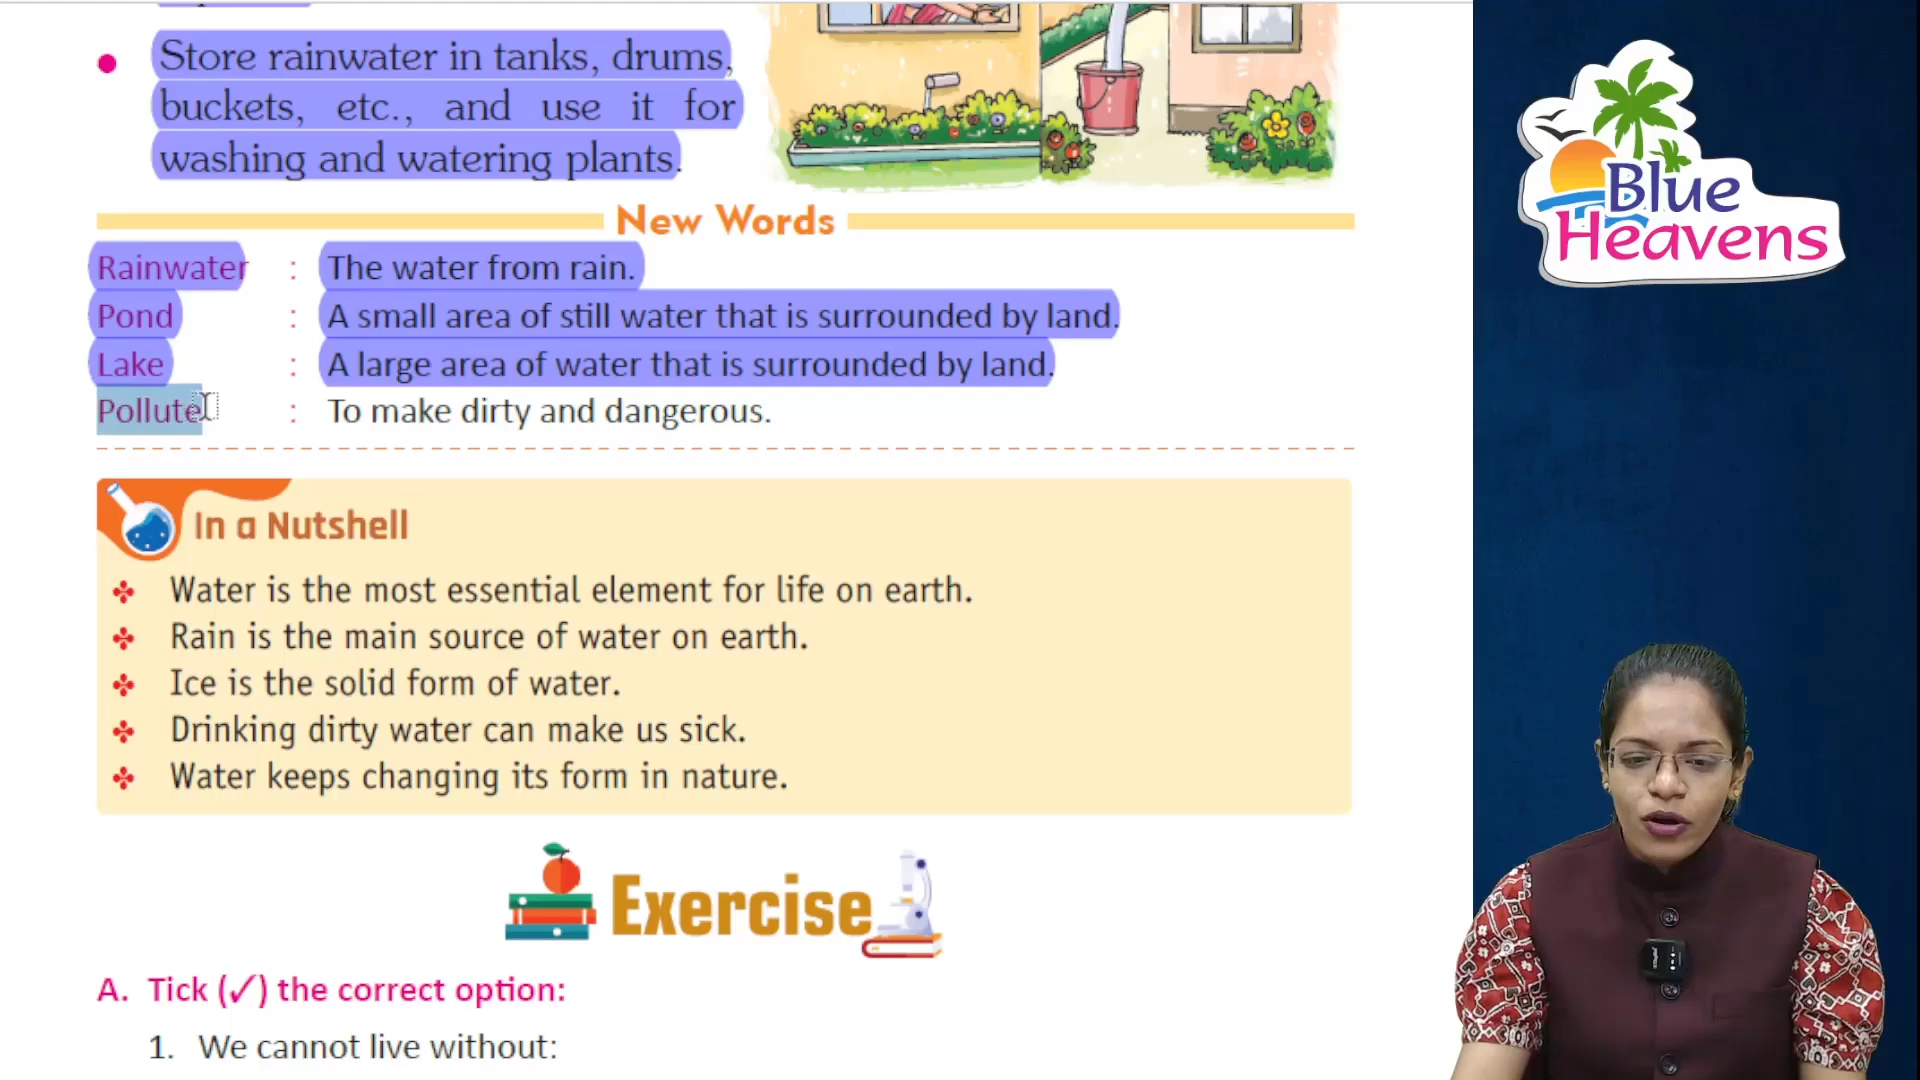 Store rainwater in tanks, drums,
buckets, etc., and use it for
washing and watering plants.
New Words
Rainwater : The water from rain.
Pond : A small area of still water that is surrounded by land.
Lake : A large area of water that is surrounded by land.
Pollute : To make dirty and dangerous.
In a Nutshell
Water is the most essential element for life on earth.
Rain is the main source of water on earth.
Ice is the solid form of water.
Drinking dirty water can make us sick.
Water keeps changing its form in nature.
Exercise
A. Tick (✓) the correct option:
1. We cannot live without:
Blue
Heavens